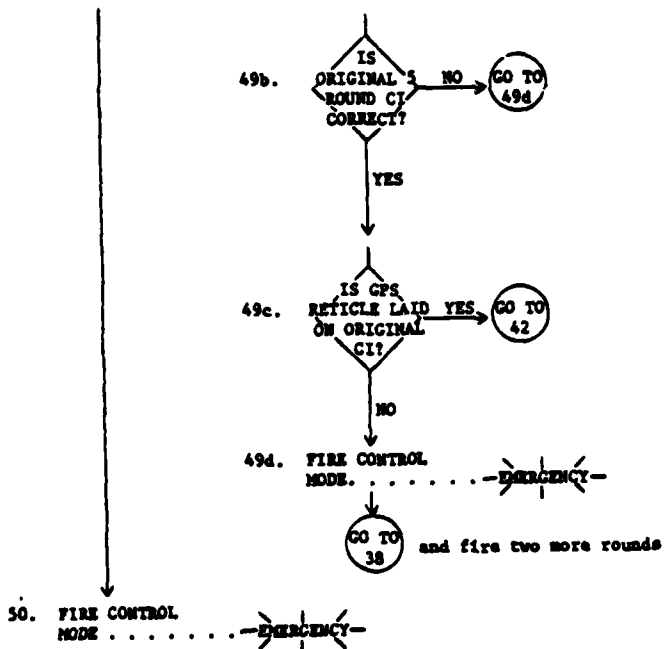 49b.
IS
ORIGINAL 5
ROUND CI
CORRECT?
NO
GO TO
49d
YES
49c.
IS GPS
RETICLE LAID
ON ORIGINAL
CI?
YES
GO TO
42
NO
49d. FIRE CONTROL
MODE. . . . . . . -EMERGENCY-
GO TO
38
and fire two more rounds
50. FIRE CONTROL
MODE . . . . . . . -EMERGENCY-